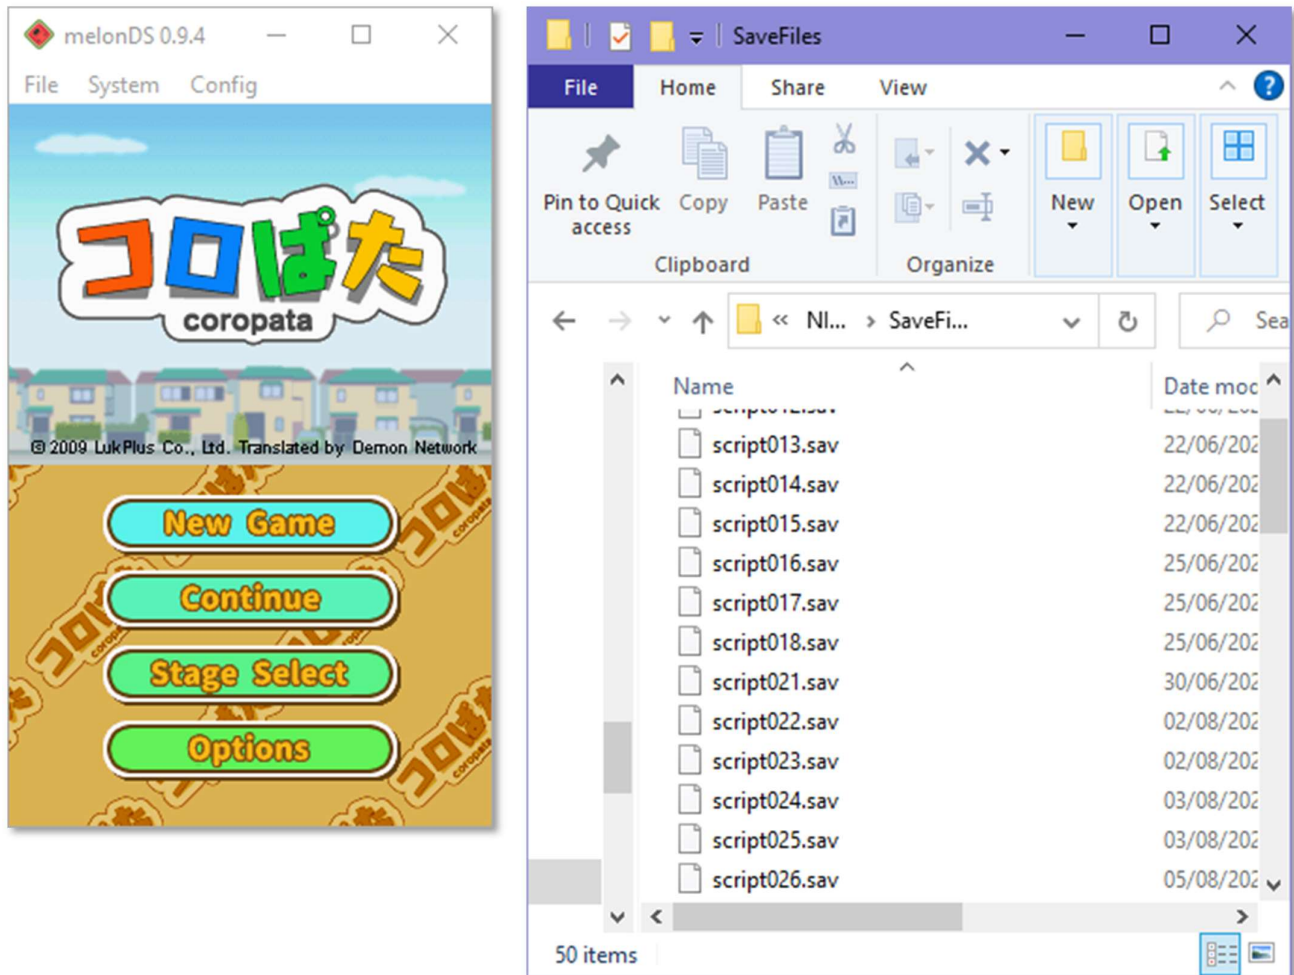 melonDS 0.9.4
File System Config
コロぱた
coropata
© 2009 LukPlus Co., Ltd. Translated by Demon Network
New Game
Continue
Stage Select
Options
SaveFiles
File Home Share View
Pin to Quick access
Copy
Paste
New
Open
Select
Clipboard
Organize
« NI... > SaveFi...
Sea
Name Date moc
script012.sav
script013.sav 22/06/202
script014.sav 22/06/202
script015.sav 22/06/202
script016.sav 25/06/202
script017.sav 25/06/202
script018.sav 25/06/202
script021.sav 30/06/202
script022.sav 02/08/202
script023.sav 02/08/202
script024.sav 03/08/202
script025.sav 03/08/202
script026.sav 05/08/202
50 items